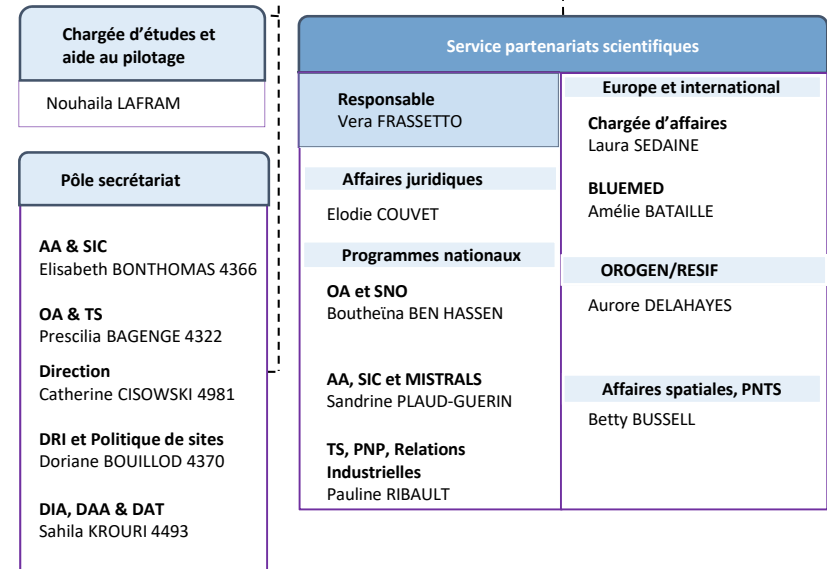 Chargée d'études et
aide au pilotage
Nouhaila LAFRAM
Pôle secrétariat
AA & SIC
Elisabeth BONTHOMAS 4366
OA & TS
Prescilia BAGENGE 4322
Direction
Catherine CISOWSKI 4981
DRI et Politique de sites
Doriane BOUILLOD 4370
DIA, DAA & DAT
Sahila KROURI 4493
Service partenariats scientifiques
Responsable
Vera FRASSETTO
Affaires juridiques
Elodie COUVET
Programmes nationaux
OA et SNO
Boutheïna BEN HASSEN
AA, SIC et MISTRALS
Sandrine PLAUD-GUERIN
TS, PNP, Relations
Industrielles
Pauline RIBAULT
Europe et international
Chargée d'affaires
Laura SEDAINE
BLUEMED
Amélie BATAILLE
OROGEN/RESIF
Aurore DELAHAYES
Affaires spatiales, PNTS
Betty BUSSELL